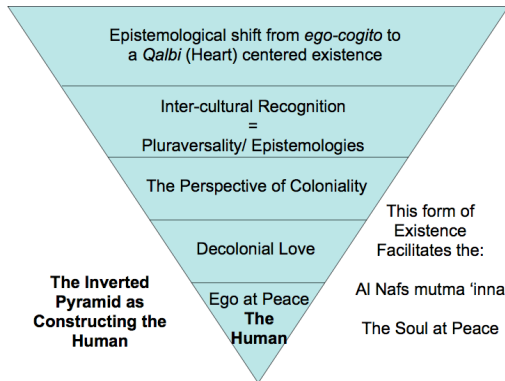 Epistemological shift from ego-cogito to
a Qalbi (Heart) centered existence
Inter-cultural Recognition
=
Pluraversality/ Epistemologies
The Perspective of Coloniality
Decolonial Love
Ego at Peace
The
Human
The Inverted
Pyramid as
Constructing the
Human
This form of
Existence
Facilitates the:
Al Nafs mutma ‘inna
The Soul at Peace